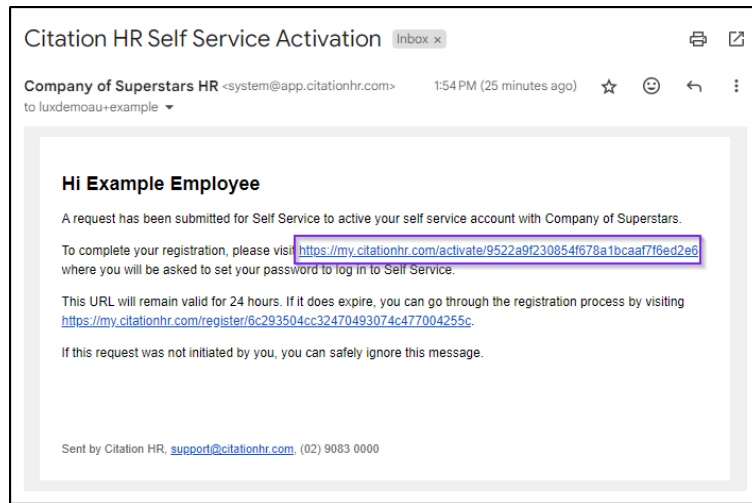 Citation HR Self Service Activation Inbox ×
Company of Superstars HR <system@app.citationhr.com> 1:54 PM (25 minutes ago)
to luxdemoau+example
Hi Example Employee
A request has been submitted for Self Service to active your self service account with Company of Superstars.
To complete your registration, please visit https://my.citationhr.com/activate/9522a9f230854f678a1bcaaf7f6ed2e6
where you will be asked to set your password to log in to Self Service.
This URL will remain valid for 24 hours. If it does expire, you can go through the registration process by visiting
https://my.citationhr.com/register/6c293504cc32470493074c477004255c.
If this request was not initiated by you, you can safely ignore this message.
Sent by Citation HR, support@citationhr.com, (02) 9083 0000